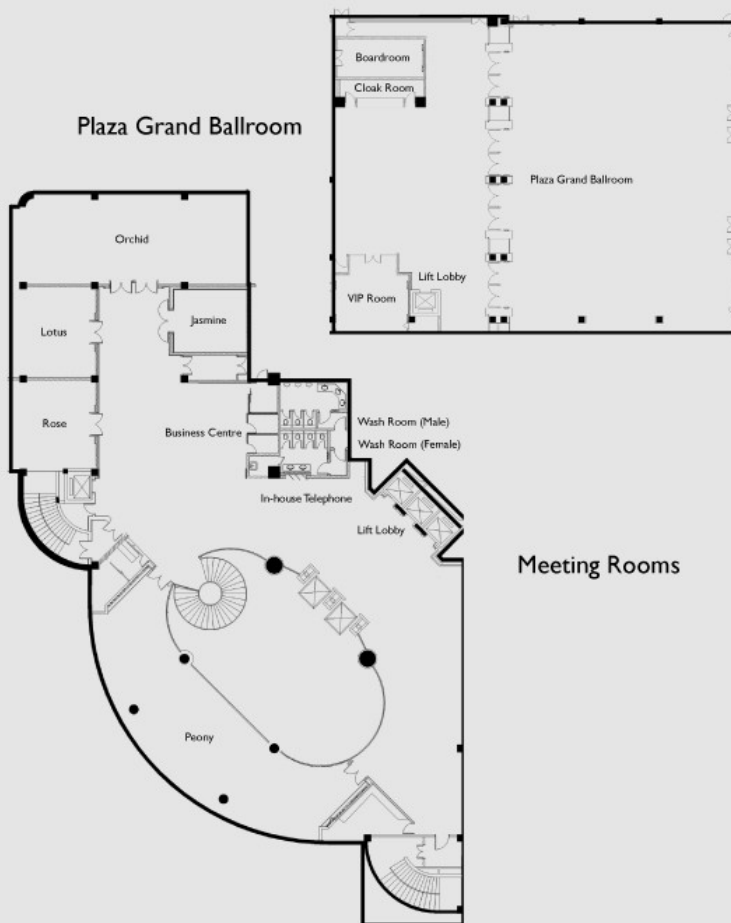 Boardroom
Cloak Room
Plaza Grand Ballroom
Plaza Grand Ballroom
Orchid
Lift Lobby
VIP Room
Lotus
Jasmine
Rose
Business Centre
Wash Room (Male)
Wash Room (Female)
In-house Telephone
Lift Lobby
Meeting Rooms
Peony